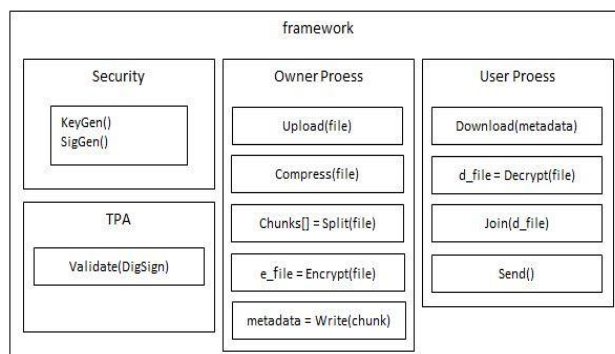 framework
Security
KeyGen()
SigGen()
TPA
Validate(DigSign)
Owner Proess
Upload(file)
Compress(file)
Chunks[] = Split(file)
e_file = Encrypt(file)
metadata = Write(chunk)
User Proess
Download(metadata)
d_file = Decrypt(file)
Join(d_file)
Send()